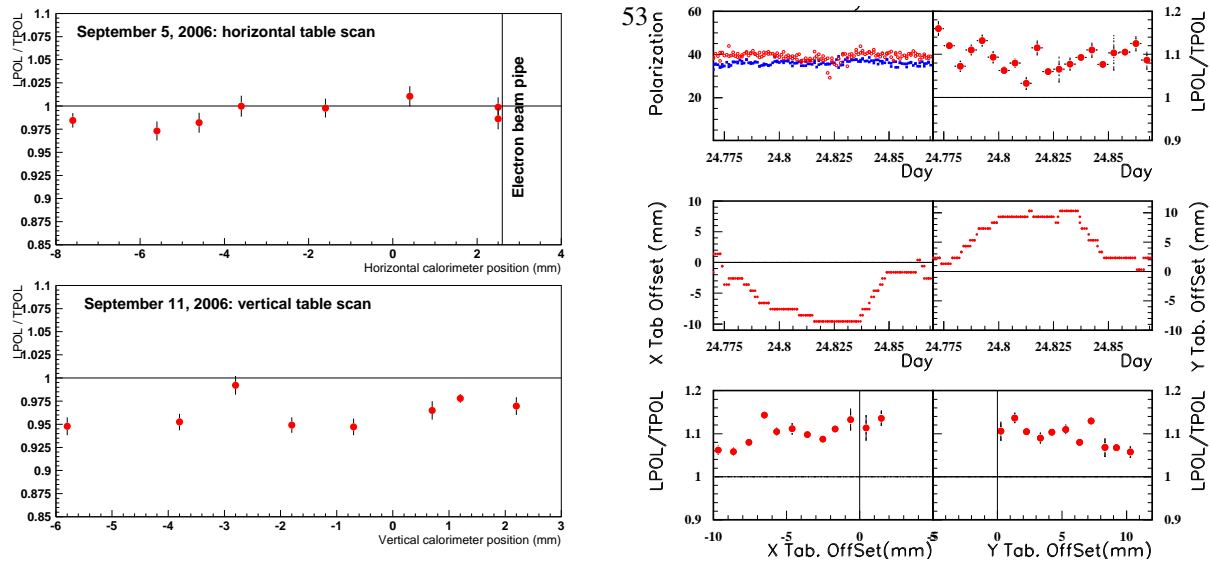 LPOL / TPOL
September 5, 2006: horizontal table scan
1.1
1.075
1.05
1.025
1
0.975
0.95
0.925
0.9
0.875
0.85
Electron beam pipe
-8 -6 -4 -2 0 2 4
Horizontal calorimeter position (mm)
LPOL / TPOL
September 11, 2006: vertical table scan
1.1
1.075
1.05
1.025
1
0.975
0.95
0.925
0.9
0.875
0.85
-6 -5 -4 -3 -2 -1 0 1 2 3
Vertical calorimeter position (mm)
53
Polarization
60
40
20
24.775 24.8 24.825 24.85
Day
LPOL/TPOL
1.2
1.1
1
0.9
24.775 24.8 24.825 24.85
Day
X Tab OffSet (mm)
10
5
0
-5
-10
24.775 24.8 24.825 24.85
Day
Y Tab. OffSet (mm)
10
5
0
-5
-10
24.775 24.8 24.825 24.85
Day
LPOL/TPOL
1.2
1.1
1
0.9
-10 -5 0
X Tab. OffSet(mm)
LPOL/TPOL
1.2
1.1
1
0.9
0 5 10
Y Tab. OffSet(mm)